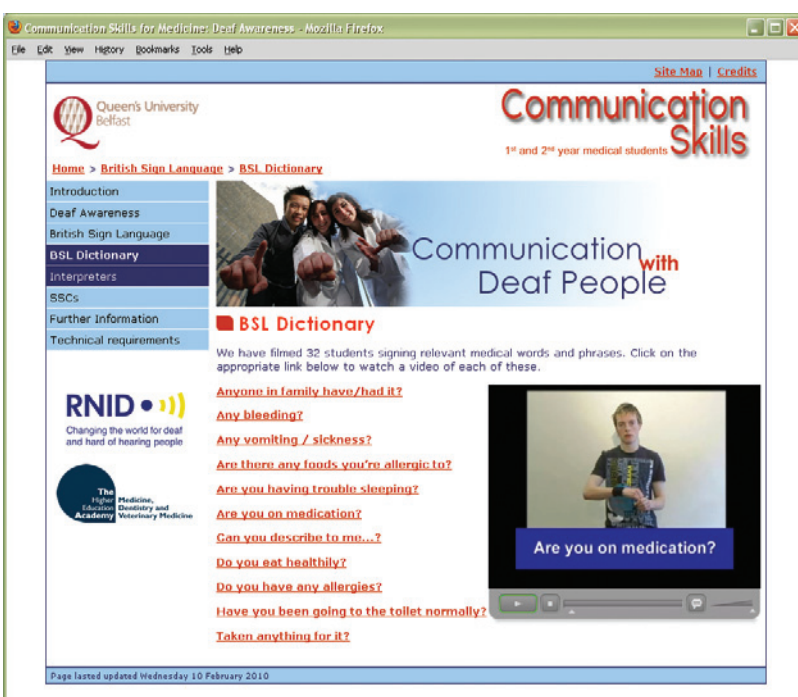 Communication Skills for Medicine: Deaf Awareness - Mozilla Firefox
File Edit View History Bookmarks Tools Help
Site Map | Credits
Queen's University
Belfast
Communication
Skills
1st and 2nd year medical students
Home > British Sign Language > BSL Dictionary
Introduction
Deaf Awareness
British Sign Language
BSL Dictionary
Interpreters
SSCs
Further Information
Technical requirements
Communication
with
Deaf People
BSL Dictionary
We have filmed 32 students signing relevant medical words and phrases. Click on the
appropriate link below to watch a video of each of these.
Anyone in family have/had it?
Any bleeding?
Any vomiting / sickness?
Are there any foods you're allergic to?
Are you having trouble sleeping?
Are you on medication?
Can you describe to me...?
Do you eat healthily?
Do you have any allergies?
Have you been going to the toilet normally?
Taken anything for it?
RNID
Changing the world for deaf
and hard of hearing people
The
Higher
Education
Academy
Medicine,
Dentistry and
Veterinary Medicine
Are you on medication?
Page lasted updated Wednesday 10 February 2010